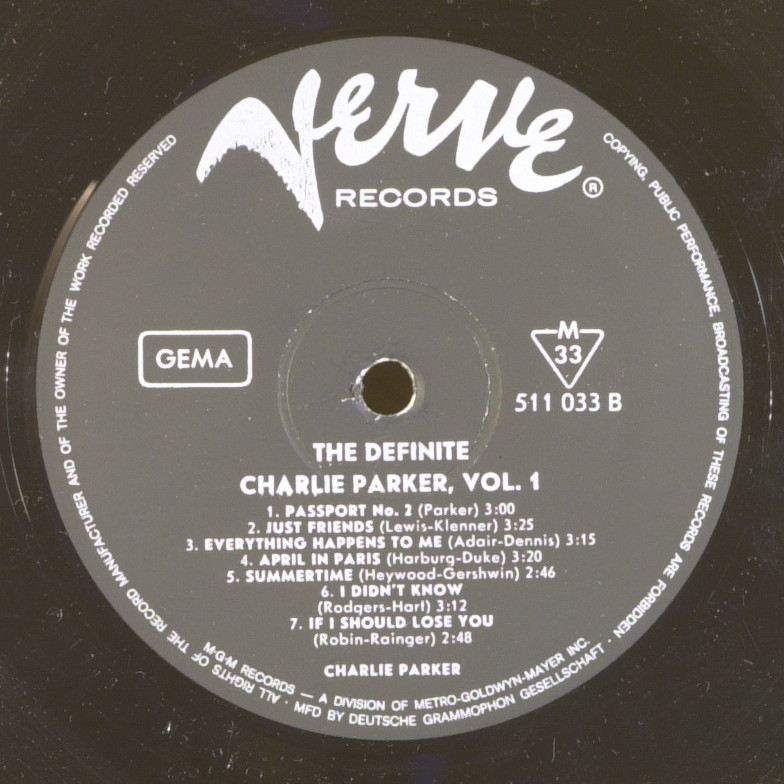 Verve
RECORDS ®
GEMA
M
33
511 033 B
THE DEFINITE
CHARLIE PARKER, VOL. 1
1. PASSPORT No. 2 (Parker) 3:00
2. JUST FRIENDS (Lewis-Klenner) 3:25
3. EVERYTHING HAPPENS TO ME (Adair-Dennis) 3:15
4. APRIL IN PARIS (Harburg-Duke) 3:20
5. SUMMERTIME (Heywood-Gershwin) 2:46
6. I DIDN'T KNOW
(Rodgers-Hart) 3:12
7. IF I SHOULD LOSE YOU
(Robin-Rainger) 2:48
CHARLIE PARKER
M•G•M RECORDS — A DIVISION OF METRO-GOLDWYN-MAYER INC.
MFD BY DEUTSCHE GRAMMOPHON GESELLSCHAFT · ALL RIGHTS OF THE RECORD MANUFACTURER AND OF THE OWNER OF THE WORK RECORDED RESERVED
COPYING, PUBLIC PERFORMANCE, BROADCASTING OF THESE RECORDS ARE FORBIDDEN ·